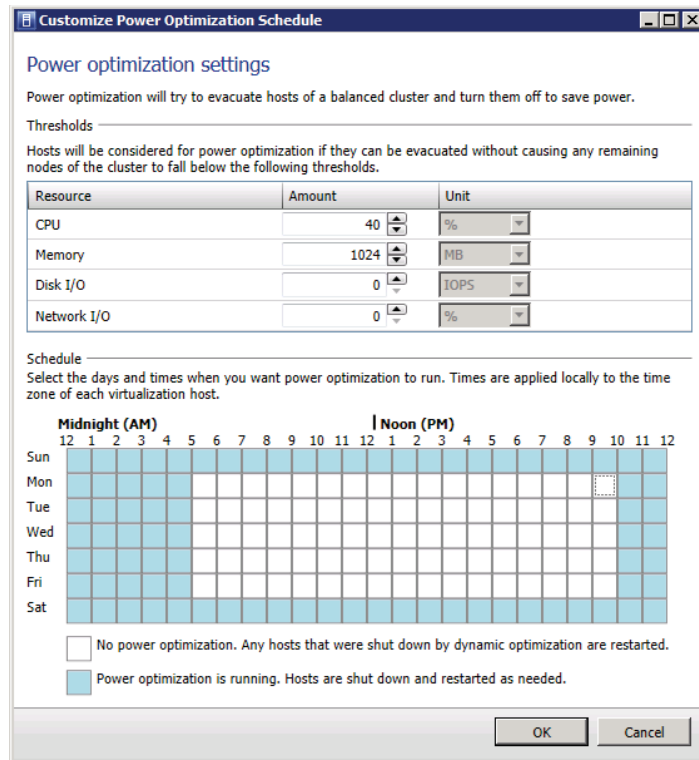 Customize Power Optimization Schedule
Power optimization settings
Power optimization will try to evacuate hosts of a balanced cluster and turn them off to save power.
Thresholds
Hosts will be considered for power optimization if they can be evacuated without causing any remaining
nodes of the cluster to fall below the following thresholds.
Resource Amount Unit
CPU 40 %
Memory 1024 MB
Disk I/O 0 IOPS
Network I/O 0 %
Schedule
Select the days and times when you want power optimization to run. Times are applied locally to the time
zone of each virtualization host.
Midnight (AM) Noon (PM)
12 1 2 3 4 5 6 7 8 9 10 11 12 1 2 3 4 5 6 7 8 9 10 11 12
Sun
Mon
Tue
Wed
Thu
Fri
Sat
No power optimization. Any hosts that were shut down by dynamic optimization are restarted.
Power optimization is running. Hosts are shut down and restarted as needed.
OK Cancel